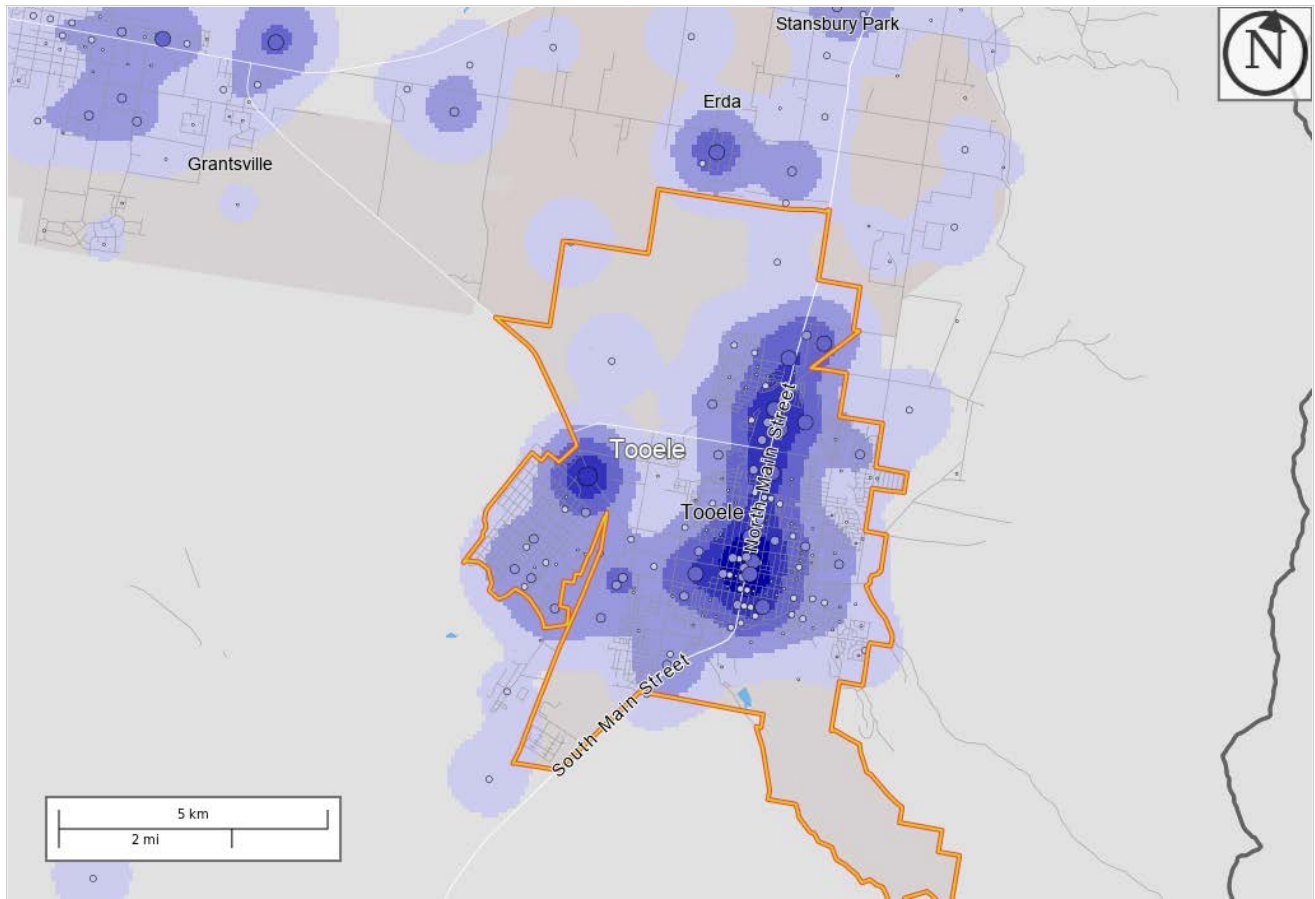 Stansbury Park
N
Erda
Grantsville
Tooele
Tooele
North Main Street
South Main Street
5 km
2 mi